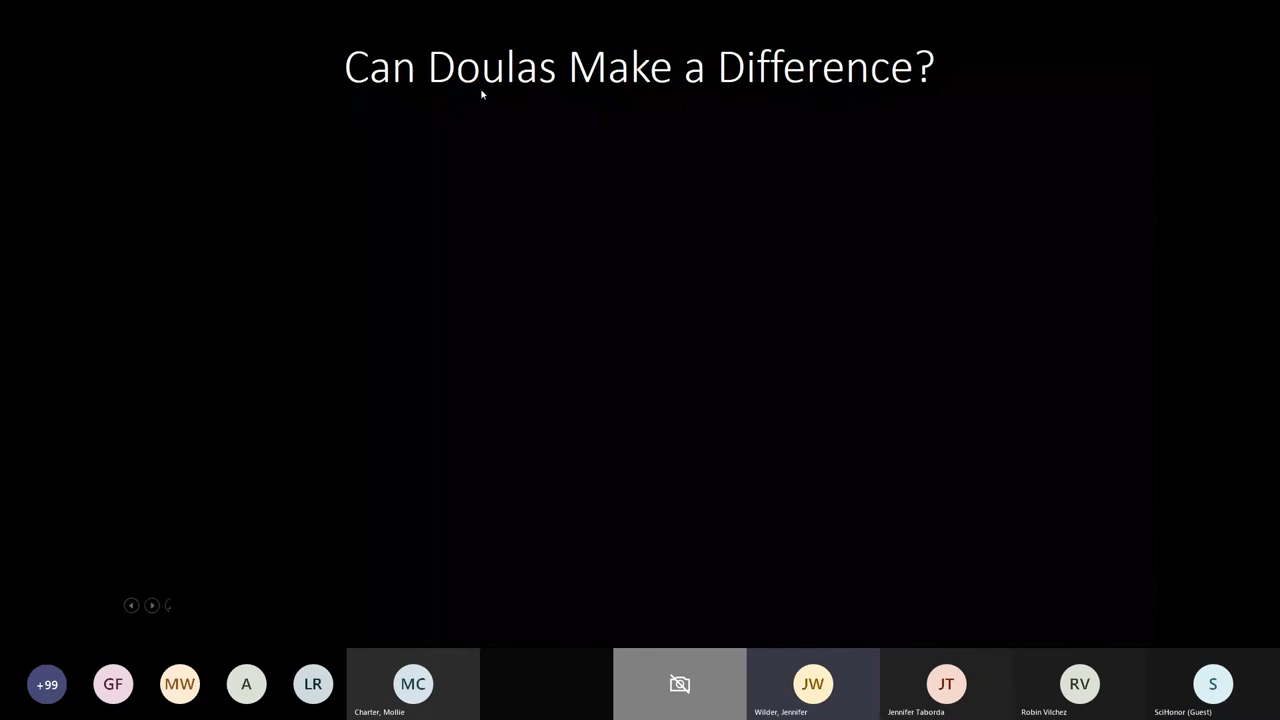 Can Doulas Make a Difference?
+99
GF
MW
A
LR
MC
JW
JT
RV
S
Charter, Mollie
Wilder, Jennifer
Jennifer Taborda
Robin Vilchez
SciHonor (Guest)